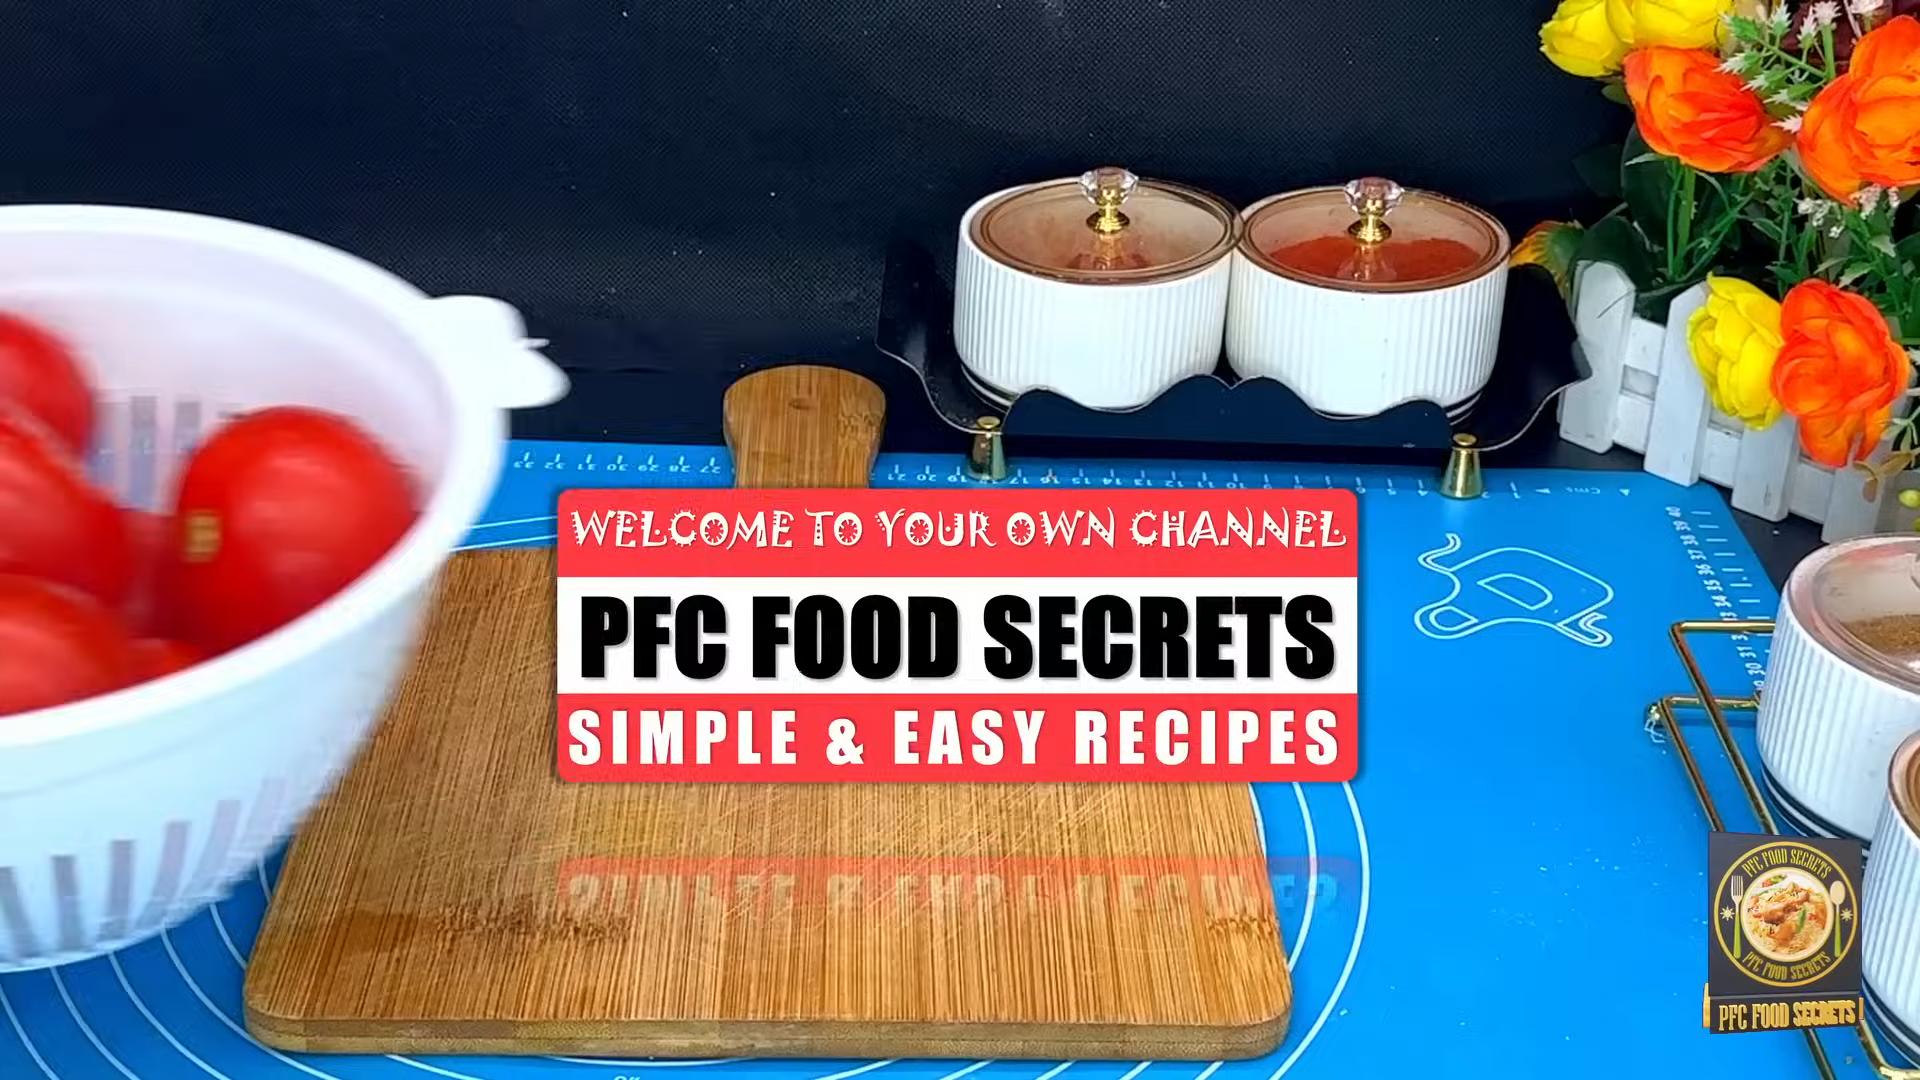 WELCOME TO YOUR OWN CHANNEL
PFC FOOD SECRETS
SIMPLE & EASY RECIPES
PFC FOOD SECRETS
PFC FOOD SECRETS
PFC FOOD SECRETS